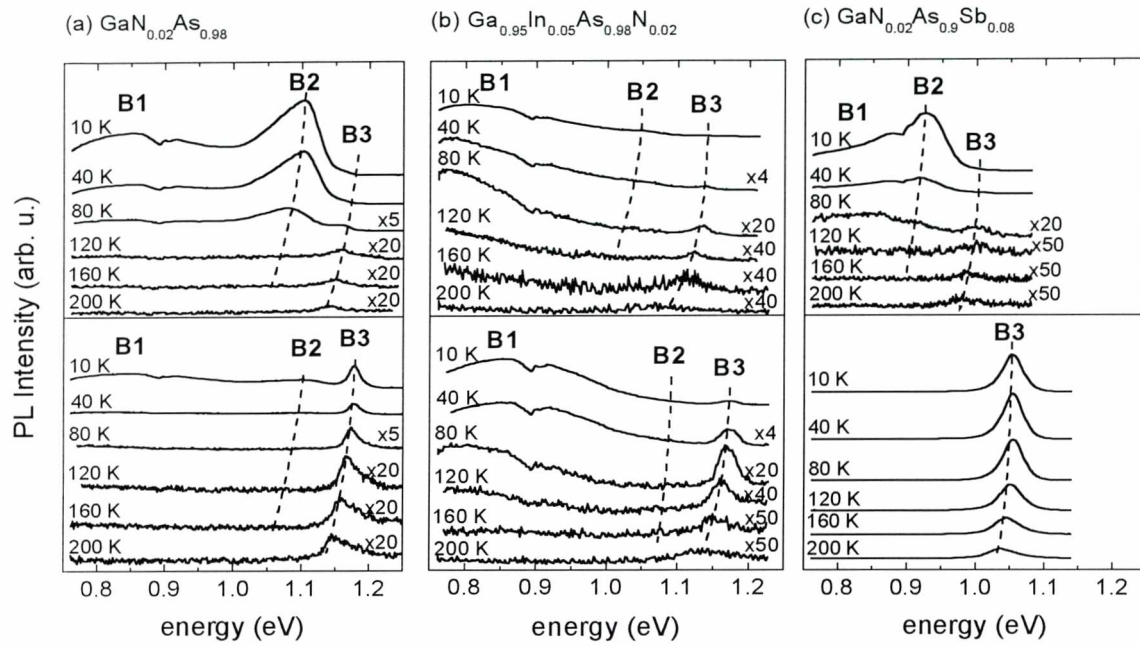 (a) GaN0.02As0.98
(b) Ga0.95In0.05As0.98N0.02
(c) GaN0.02As0.9Sb0.08
PL Intensity (arb. u.)
B1
B2
B3
10 K
40 K
80 K
x5
120 K
x20
160 K
x20
200 K
x20
B1
B2
B3
10 K
40 K
80 K
x5
120 K
x20
160 K
x20
200 K
x20
0.8 0.9 1.0 1.1 1.2
energy (eV)
B1
B2
B3
10 K
40 K
x4
80 K
x20
120 K
x40
160 K
x40
200 K
x40
B1
B2
B3
10 K
40 K
x4
80 K
x20
120 K
x40
160 K
x50
200 K
x50
0.8 0.9 1.0 1.1 1.2
energy (eV)
B1
B2
B3
10 K
40 K
80 K
x20
120 K
x50
160 K
x50
200 K
x50
B3
10 K
40 K
80 K
120 K
160 K
200 K
0.8 0.9 1.0 1.1 1.2
energy (eV)